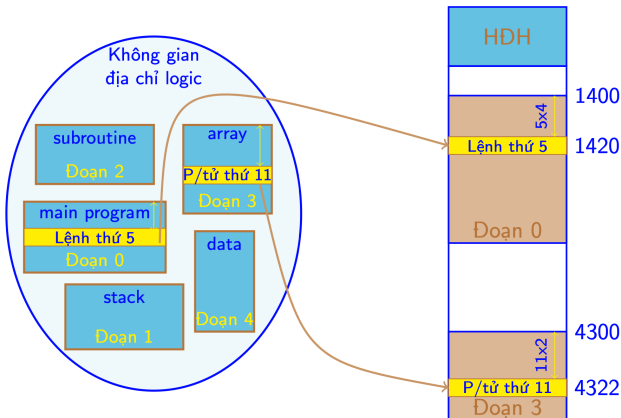 Không gian
địa chỉ logic
subroutine
Đoạn 2
array
P/tử thứ 11
Đoạn 3
main program
Lệnh thứ 5
Đoạn 0
data
Đoạn 4
stack
Đoạn 1
HĐH
1400
5x4
Lệnh thứ 5
1420
Đoạn 0
4300
11x2
P/tử thứ 11
4322
Đoạn 3